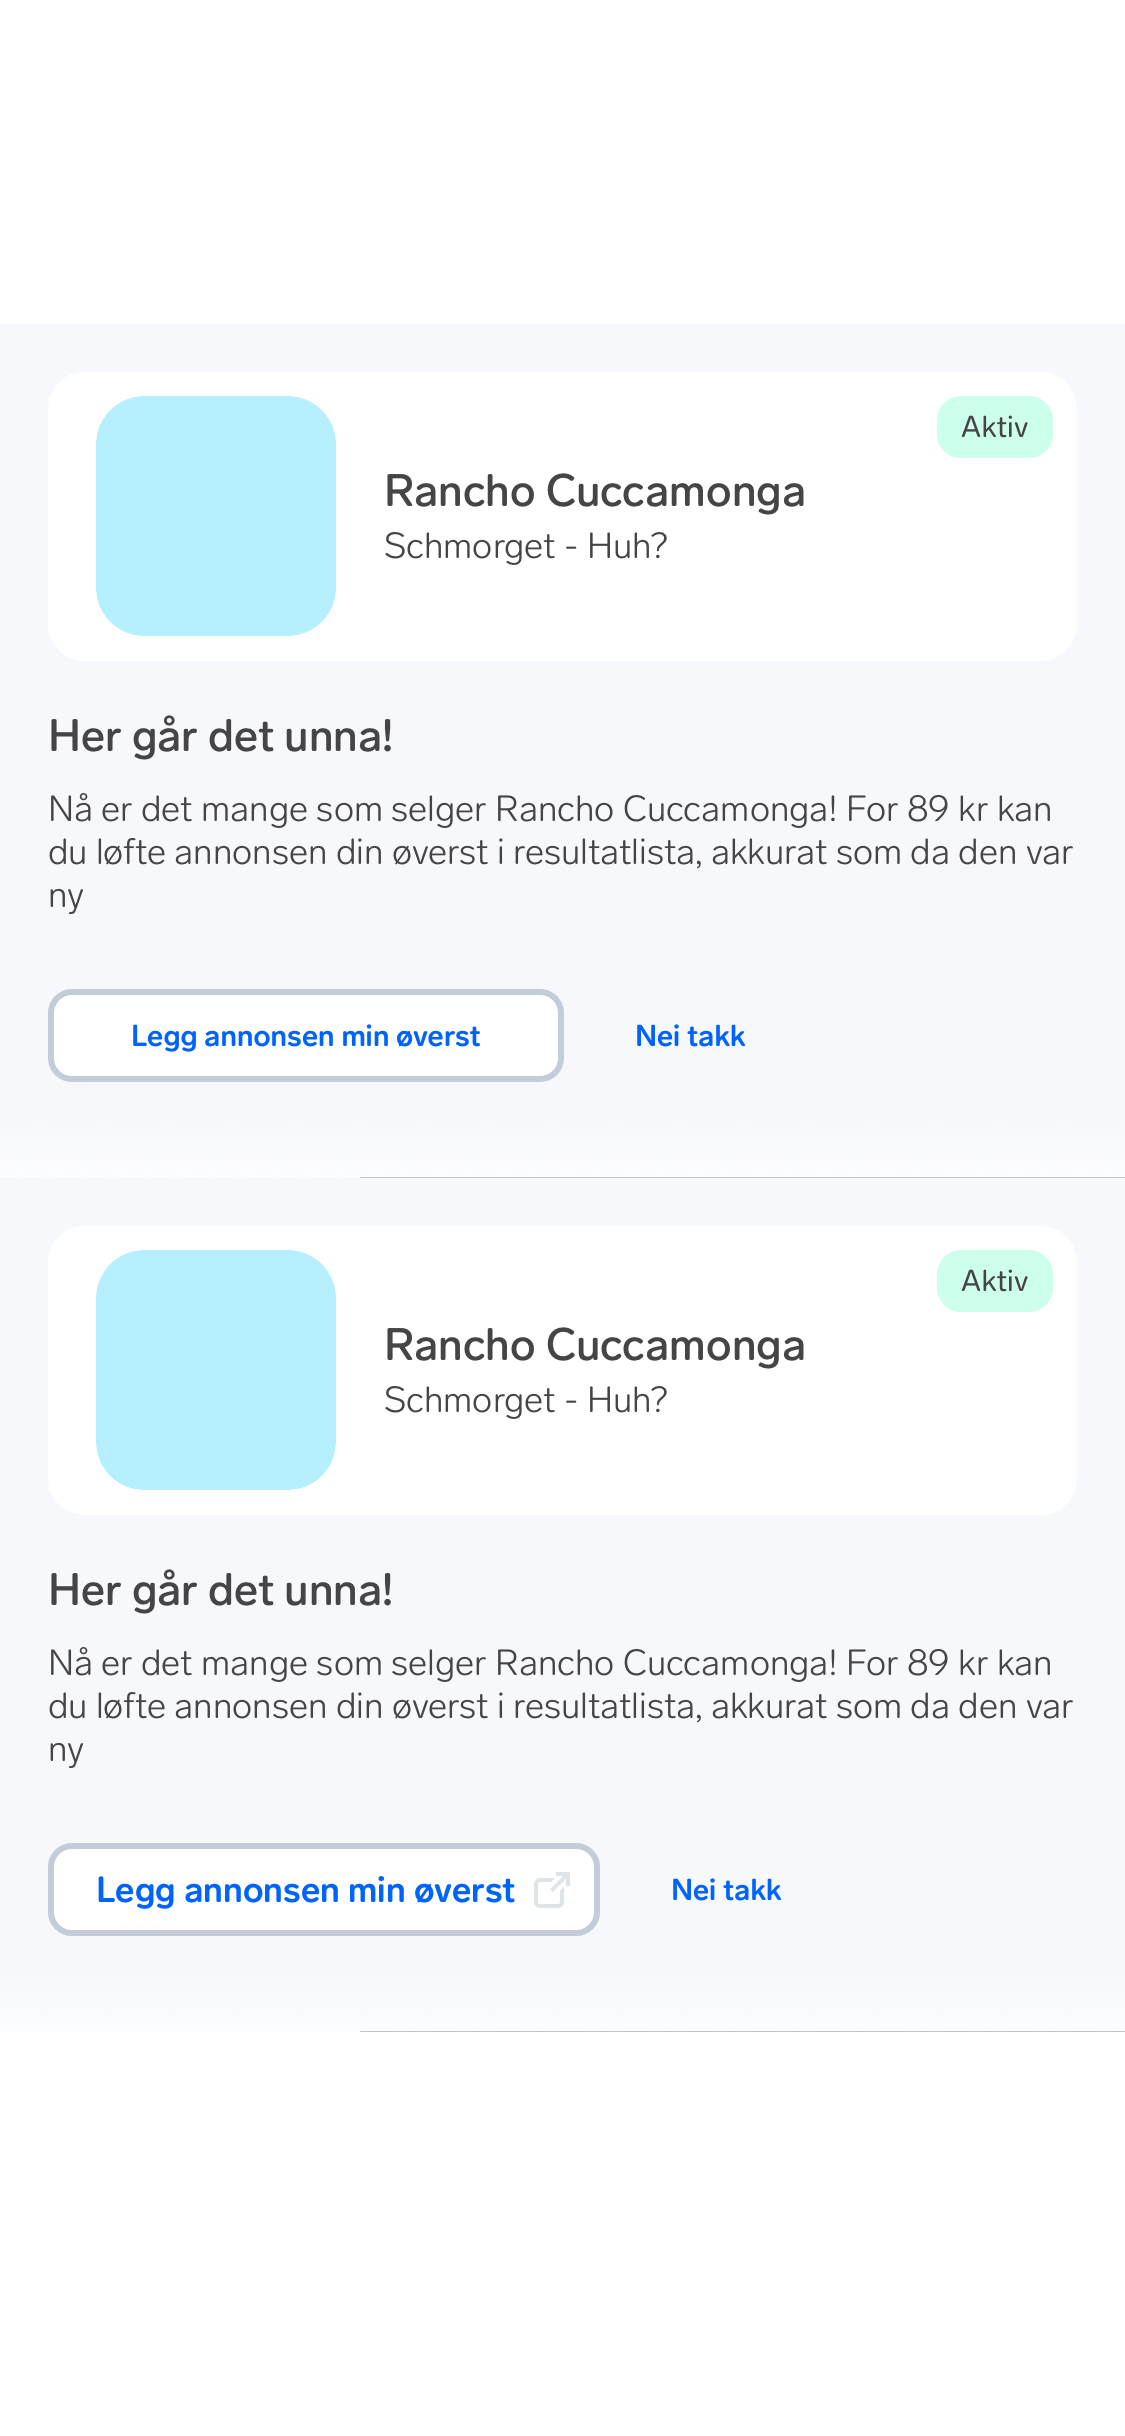 Aktiv
Rancho Cuccamonga
Schmorget - Huh?
Her går det unna!
Nå er det mange som selger Rancho Cuccamonga! For 89 kr kan
du løfte annonsen din øverst i resultatlista, akkurat som da den var
ny
Legg annonsen min øverst
Nei takk
Aktiv
Rancho Cuccamonga
Schmorget - Huh?
Her går det unna!
Nå er det mange som selger Rancho Cuccamonga! For 89 kr kan
du løfte annonsen din øverst i resultatlista, akkurat som da den var
ny
Legg annonsen min øverst
Nei takk